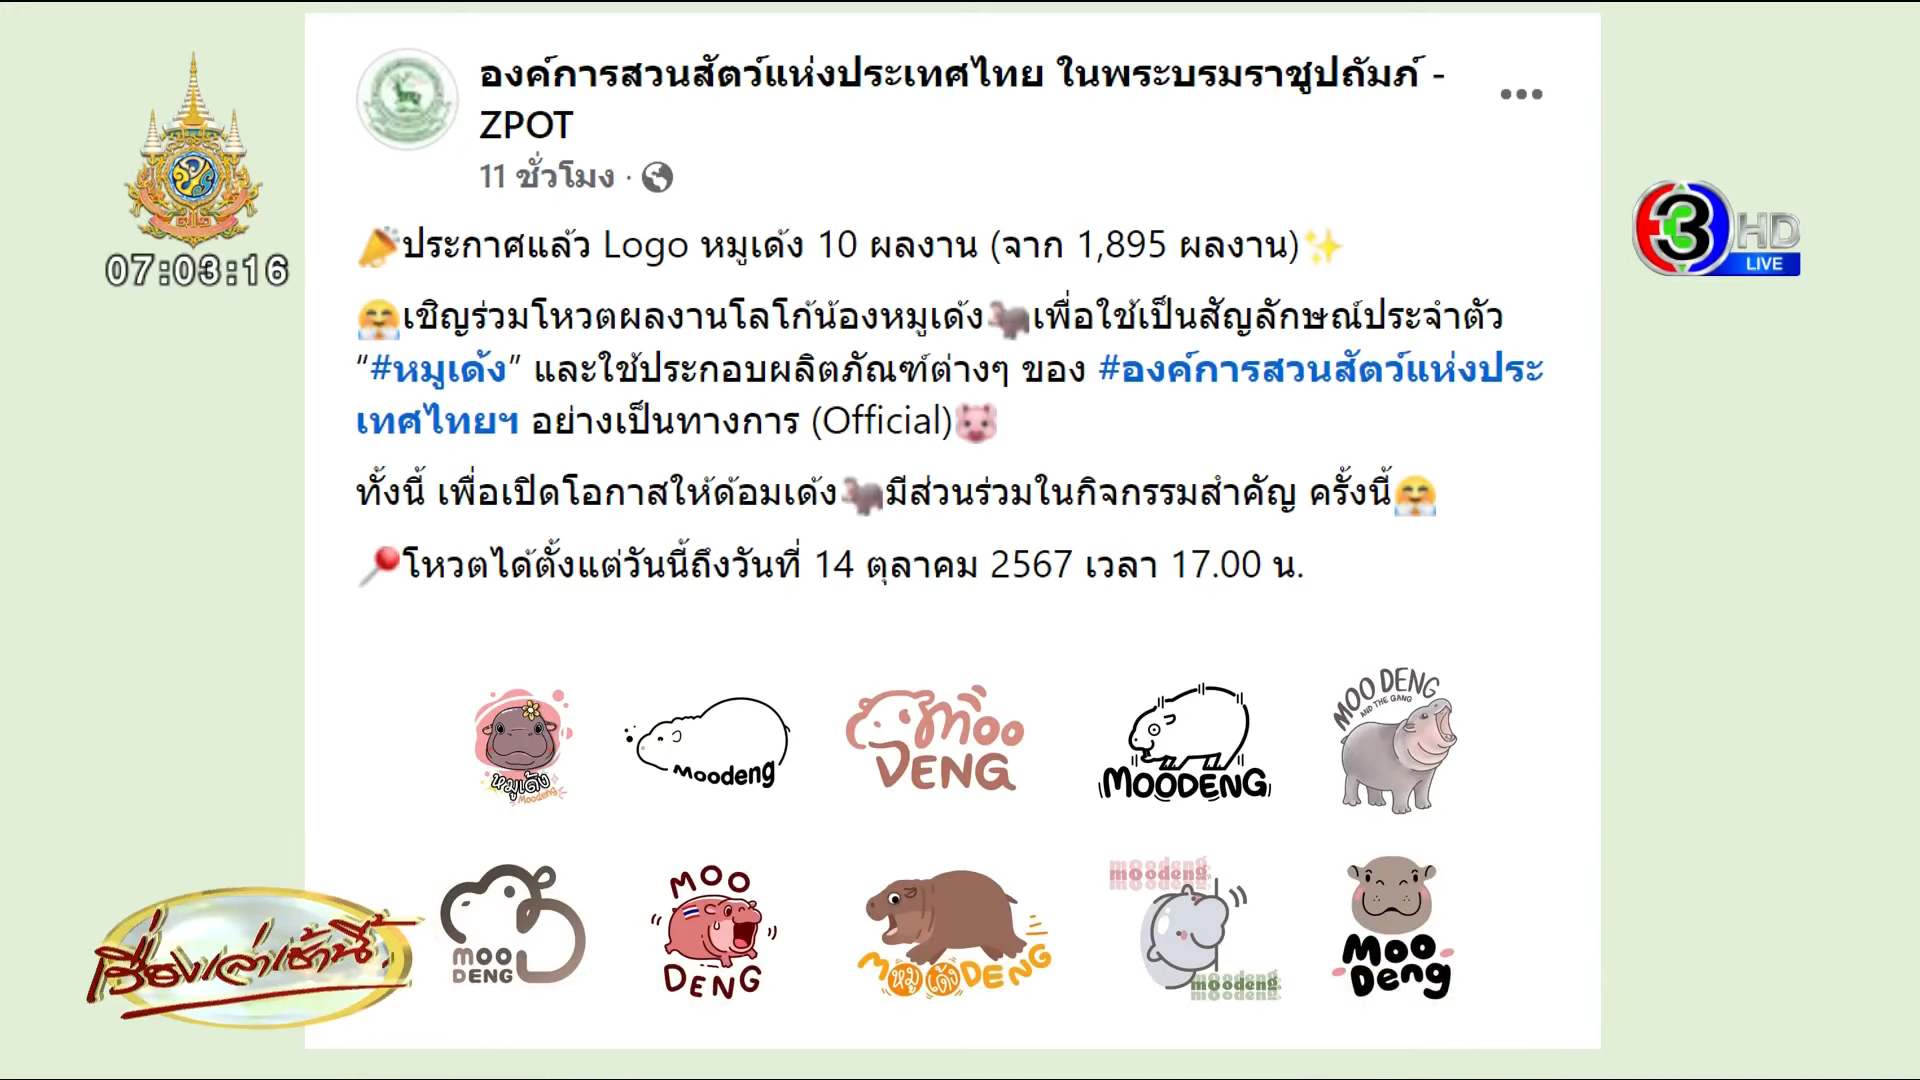 องค์การสวนสัตว์แห่งประเทศไทย ในพระบรมราชูปถัมภ์ -
ZPOT
11 ชั่วโมง ·
07:03:16
3 HD
LIVE
ประกาศแล้ว Logo หมูเด้ง 10 ผลงาน (จาก 1,895 ผลงาน)
เชิญร่วมโหวตผลงานโลโก้น้องหมูเด้งเพื่อใช้เป็นสัญลักษณ์ประจำตัว
“#หมูเด้ง” และใช้ประกอบผลิตภัณฑ์ต่างๆ ของ #องค์การสวนสัตว์แห่งประ
เทศไทยฯ อย่างเป็นทางการ (Official)
ทั้งนี้ เพื่อเปิดโอกาสให้ด้อมเด้งมีส่วนร่วมในกิจกรรมสำคัญ ครั้งนี้
โหวตได้ตั้งแต่วันนี้ถึงวันที่ 14 ตุลาคม 2567 เวลา 17.00 น.
หมูเด้ง
Moodeng
Moodeng
moo
DENG
MOODENG
MOO DENG
AND THE GANG
MOO
DENG
MOO
DENG
MOO หมูเด้ง DENG
moodeng
moodeng
Moo
Deng
เรื่องเล่าเช้านี้